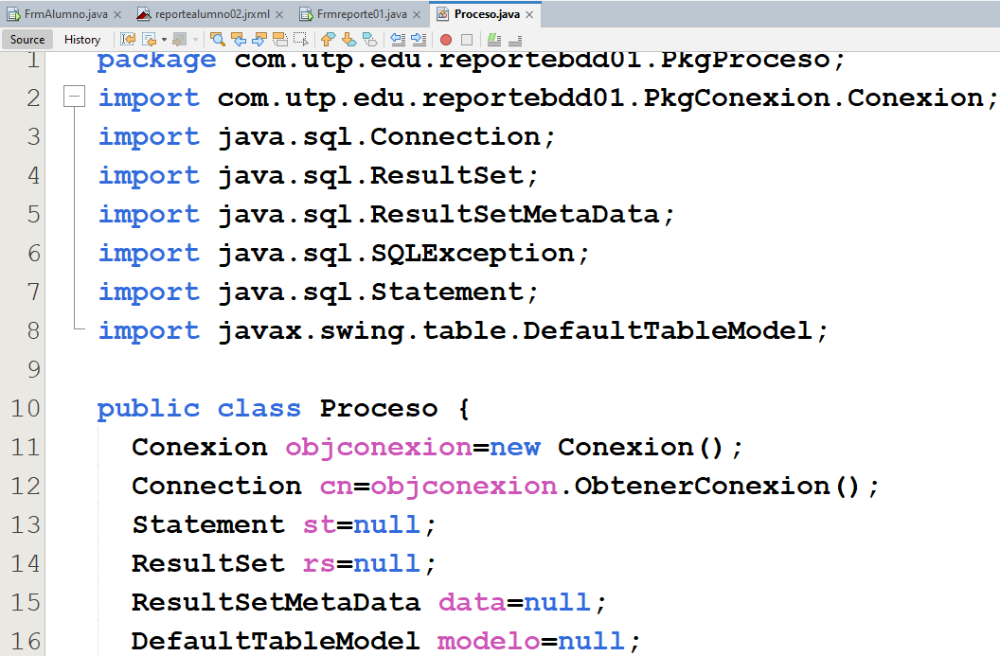 FrmAlumno.java × reportealumno02.jrxml × Frmreporte01.java × Proceso.java ×
Source History
1 package com.utp.edu.reportebdd01.PkgProceso;
2 import com.utp.edu.reportebdd01.PkgConexion.Conexion;
3 import java.sql.Connection;
4 import java.sql.ResultSet;
5 import java.sql.ResultSetMetaData;
6 import java.sql.SQLException;
7 import java.sql.Statement;
8 import javax.swing.table.DefaultTableModel;
9
10 public class Proceso {
11 Conexion objconexion=new Conexion();
12 Connection cn=objconexion.ObtenerConexion();
13 Statement st=null;
14 ResultSet rs=null;
15 ResultSetMetaData data=null;
16 DefaultTableModel modelo=null;